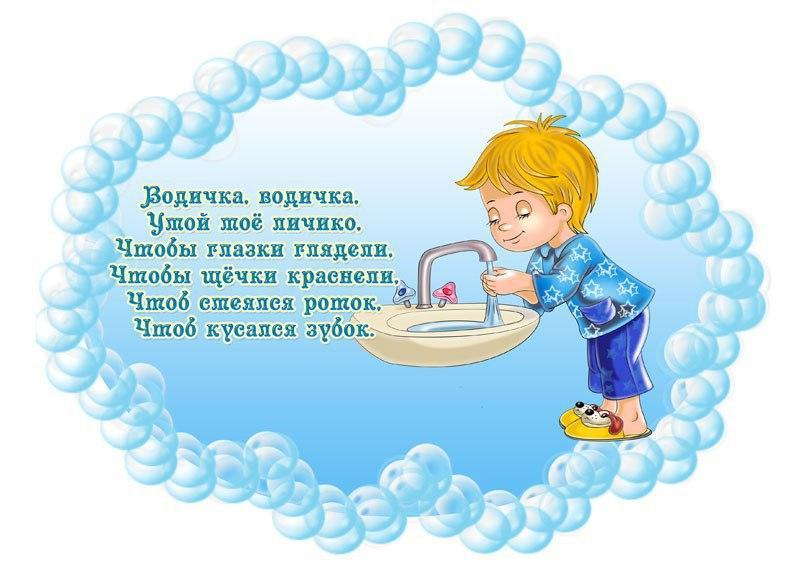 Водичка, водичка,
Умой моё личико,
Чтобы глазки глядели,
Чтобы щёчки краснели,
Чтоб смеялся роток,
Чтоб кусался зубок.